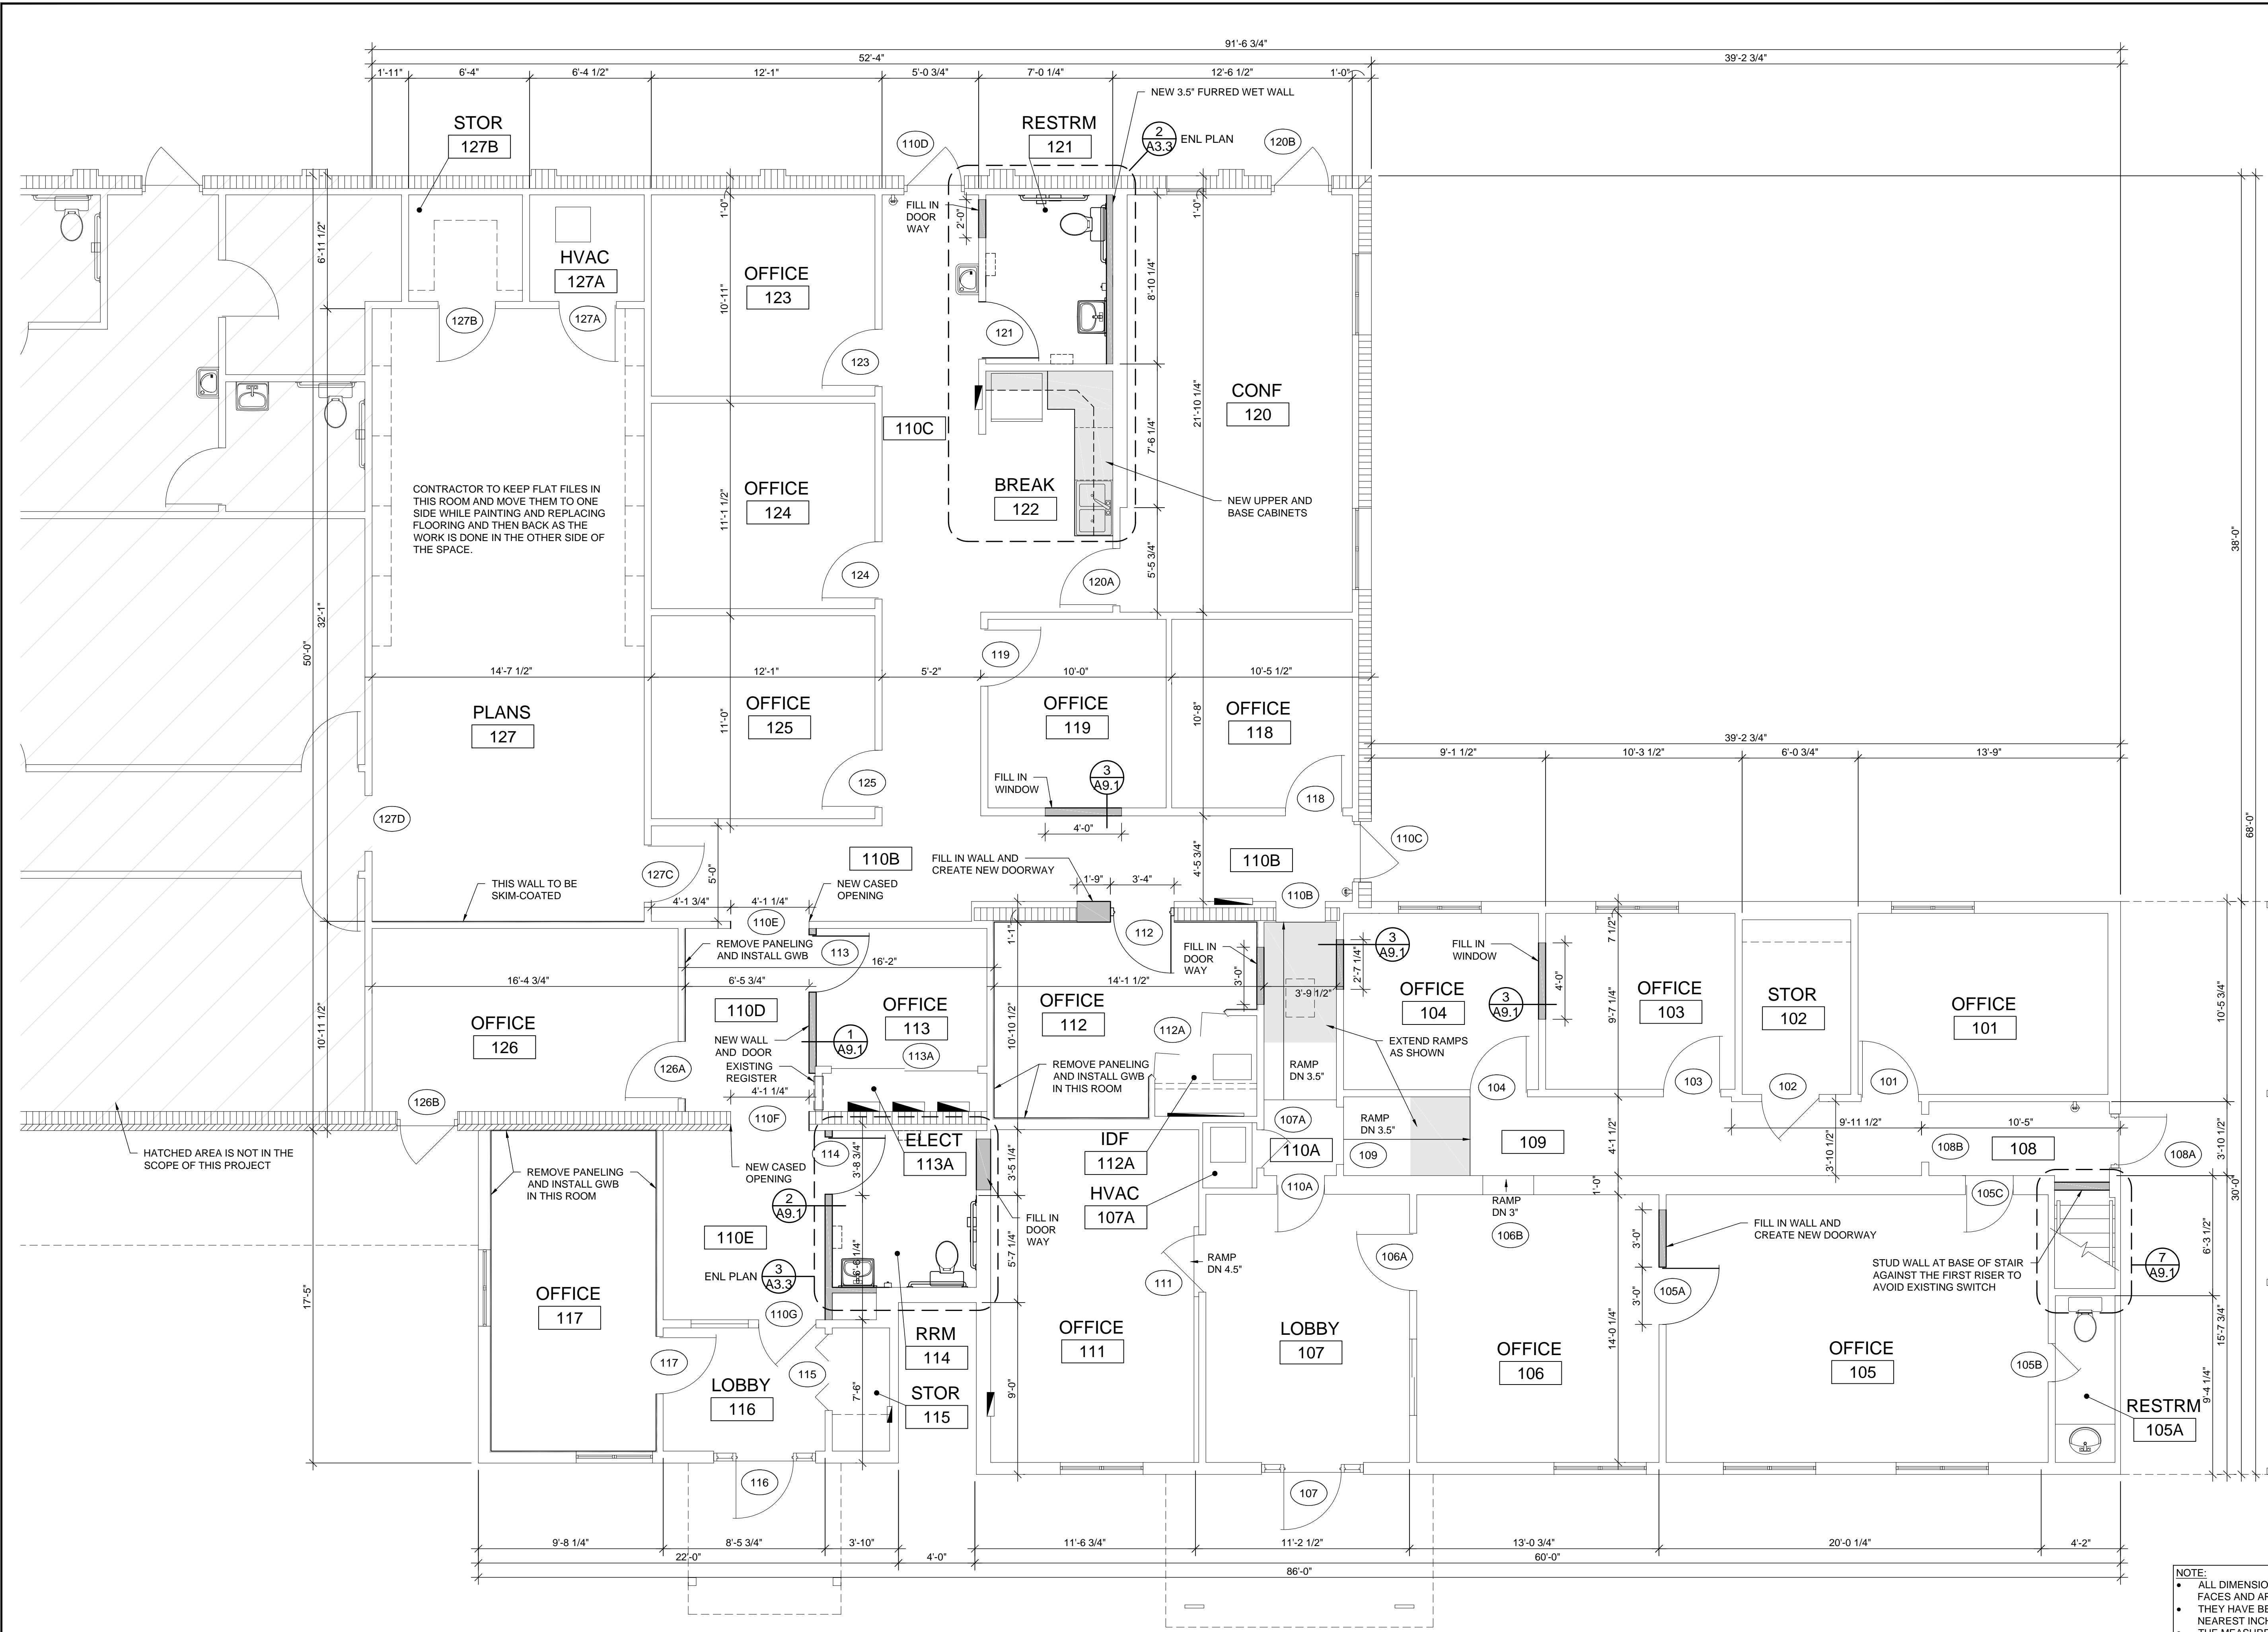 91'-6 3/4"
52'-4"
39'-2 3/4"
1'-11"
6'-4"
6'-4 1/2"
12'-1"
5'-0 3/4"
7'-0 1/4"
12'-6 1/2"
1'-0"
NEW 3.5" FURRED WET WALL
STOR
127B
RESTRM
121
2
A3.3
ENL PLAN
110D
120B
FILL IN
DOOR
WAY
2'-0"
1'-0"
1'-0"
6'-11 1/2"
HVAC
127A
OFFICE
123
10'-11"
8'-10 1/4"
127B
127A
121
123
CONF
120
21'-10 1/4"
7'-6 1/4"
110C
CONTRACTOR TO KEEP FLAT FILES IN
THIS ROOM AND MOVE THEM TO ONE
SIDE WHILE PAINTING AND REPLACING
FLOORING AND THEN BACK AS THE
WORK IS DONE IN THE OTHER SIDE OF
THE SPACE.
OFFICE
124
11'-1 1/2"
BREAK
122
NEW UPPER AND
BASE CABINETS
38'-0"
124
120A
5'-5 3/4"
32'-1"
50'-0"
119
14'-7 1/2"
12'-1"
5'-2"
10'-0"
10'-5 1/2"
PLANS
127
OFFICE
125
11'-0"
OFFICE
119
10'-8"
OFFICE
118
39'-2 3/4"
9'-1 1/2"
10'-3 1/2"
6'-0 3/4"
13'-9"
FILL IN
WINDOW
3
A9.1
125
118
127D
4'-0"
110C
68'-0"
110B
FILL IN WALL AND
CREATE NEW DOORWAY
4'-5 3/4"
110B
127C
5'-0"
THIS WALL TO BE
SKIM-COATED
NEW CASED
OPENING
1'-9"
3'-4"
110B
4'-1 3/4"
4'-1 1/4"
110E
112
1'-1"
7 1/2"
REMOVE PANELING
AND INSTALL GWB
113
FILL IN
DOOR
WAY
3
A9.1
2'-7 1/4"
FILL IN
WINDOW
16'-2"
3'-0"
4'-0"
16'-4 3/4"
6'-5 3/4"
14'-1 1/2"
3'-9 1/2"
OFFICE
104
3
A9.1
OFFICE
103
9'-7 1/4"
STOR
102
OFFICE
101
10'-5 3/4"
110D
OFFICE
113
OFFICE
112
10'-10 1/2"
OFFICE
126
10'-11 1/2"
NEW WALL
AND DOOR
EXISTING
REGISTER
1
A9.1
113A
112A
EXTEND RAMPS
AS SHOWN
126A
REMOVE PANELING
AND INSTALL GWB
IN THIS ROOM
RAMP
DN 3.5"
104
103
102
101
4'-1 1/4"
126B
110F
107A
RAMP
DN 3.5"
4'-1 1/2"
109
9'-11 1/2"
10'-5"
3'-10 1/2"
3'-10 1/2"
HATCHED AREA IS NOT IN THE
SCOPE OF THIS PROJECT
REMOVE PANELING
AND INSTALL GWB
IN THIS ROOM
NEW CASED
OPENING
114
3'-8 3/4"
ELECT
113A
3'-5 1/4"
IDF
112A
110A
109
108B
108
108A
HVAC
107A
110A
RAMP
DN 3"
1'-0"
105C
30'-0"
2
A9.1
FILL IN
DOOR
WAY
110E
6'-6 1/4"
5'-7 1/4"
106A
106B
3'-0"
FILL IN WALL AND
CREATE NEW DOORWAY
6'-3 1/2"
RAMP
DN 4.5"
111
STUD WALL AT BASE OF STAIR
AGAINST THE FIRST RISER TO
AVOID EXISTING SWITCH
7
A9.1
ENL PLAN
3
A3.3
17'-5"
OFFICE
117
110G
3'-0"
105A
RRM
114
OFFICE
111
LOBBY
107
OFFICE
106
14'-0 1/4"
OFFICE
105
105B
15'-7 3/4"
117
115
LOBBY
116
7'-6"
STOR
115
9'-0"
9'-4 1/4"
RESTRM
105A
116
107
9'-8 1/4"
8'-5 3/4"
3'-10"
11'-6 3/4"
11'-2 1/2"
13'-0 3/4"
20'-0 1/4"
4'-2"
22'-0"
4'-0"
60'-0"
86'-0"
NOTE:
• ALL
FACES AND
• THEY HAVE
NEAREST
• THE